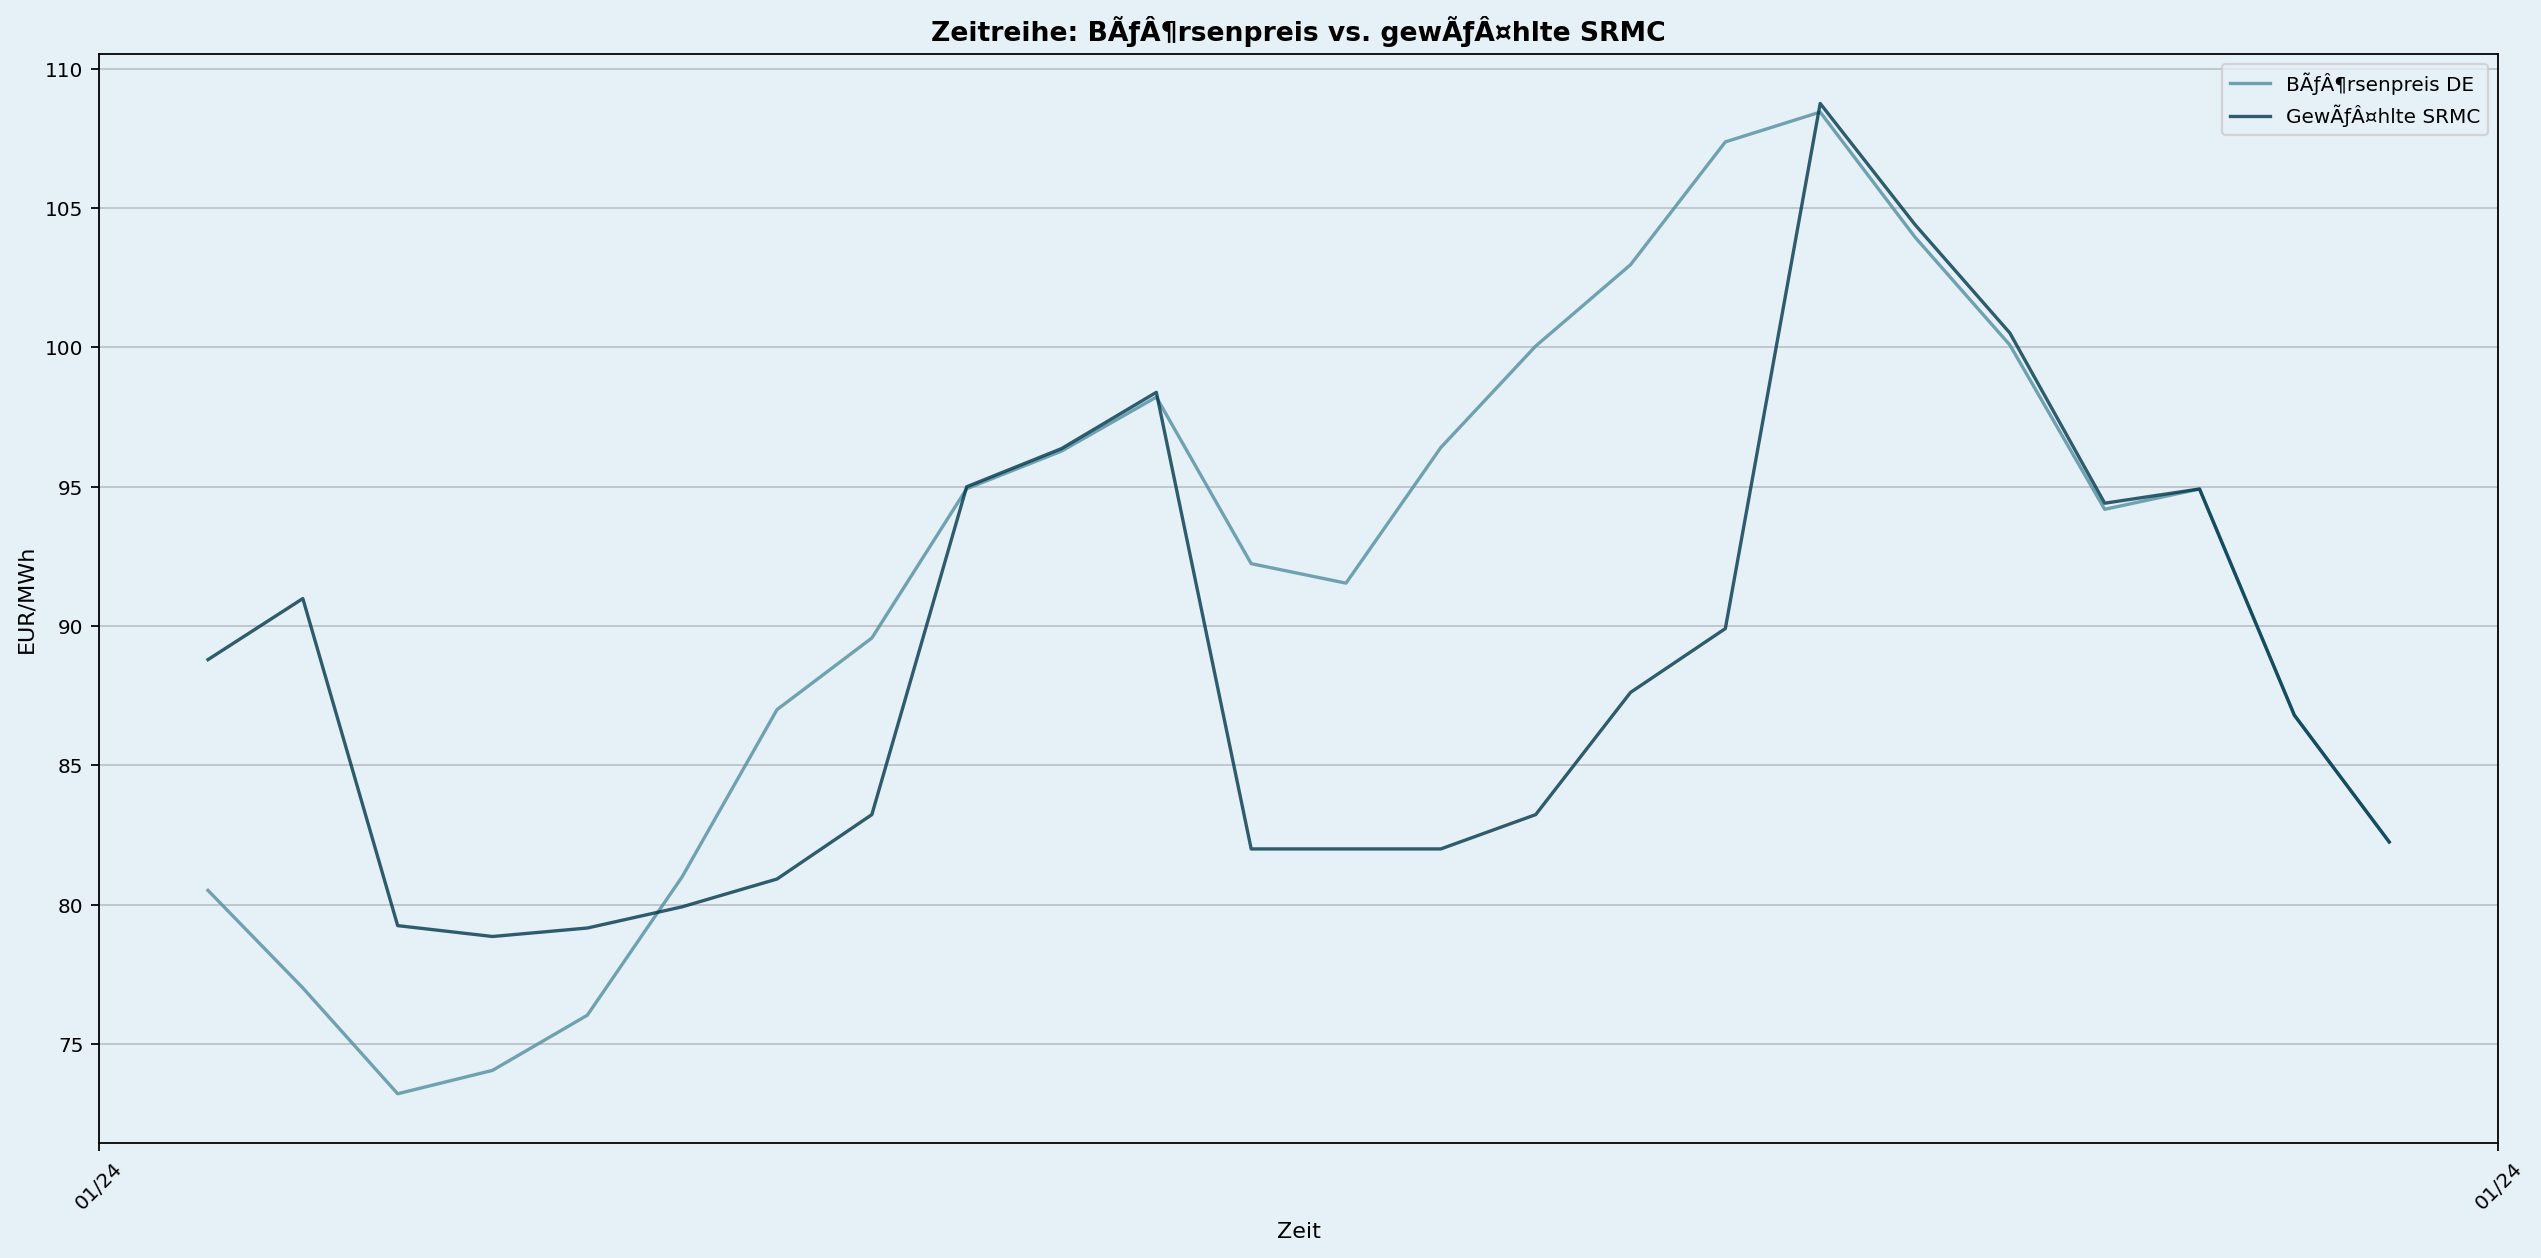 Zeitreihe: BÃƒÂ¶rsenpreis vs. gewÃƒÂ¤hlte SRMC
BÃƒÂ¶rsenpreis DE
GewÃƒÂ¤hlte SRMC
110
105
100
95
90
85
80
75
EUR/MWh
01/24
01/24
Zeit